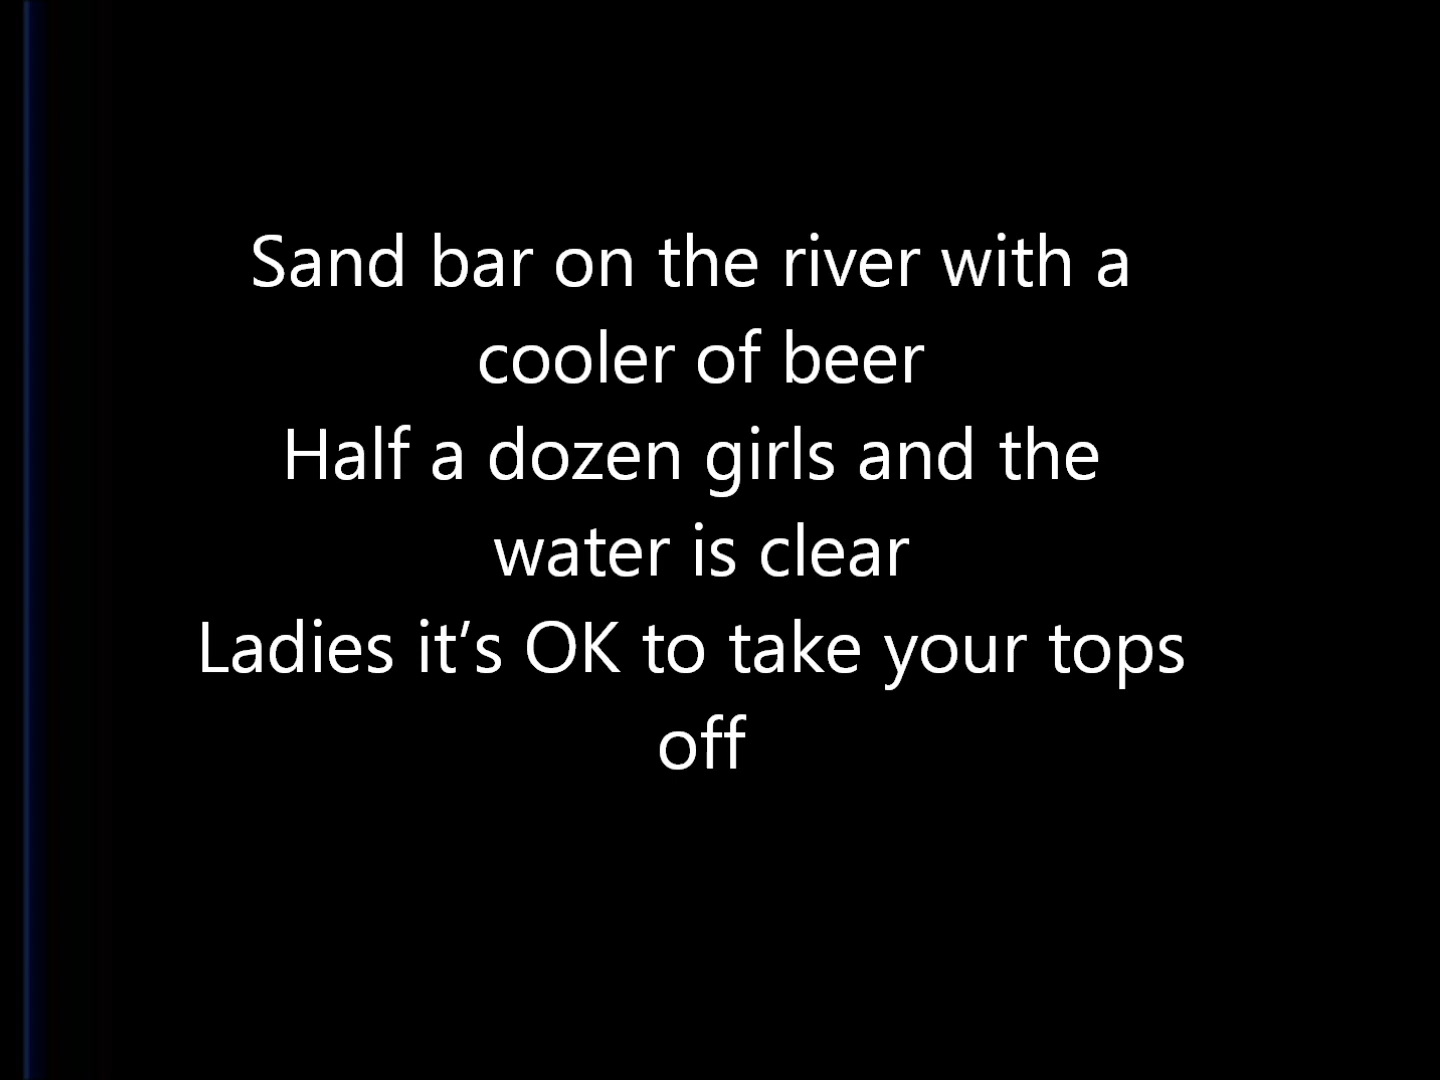 Sand bar on the river with a
cooler of beer
Half a dozen girls and the
water is clear
Ladies it’s OK to take your tops
off